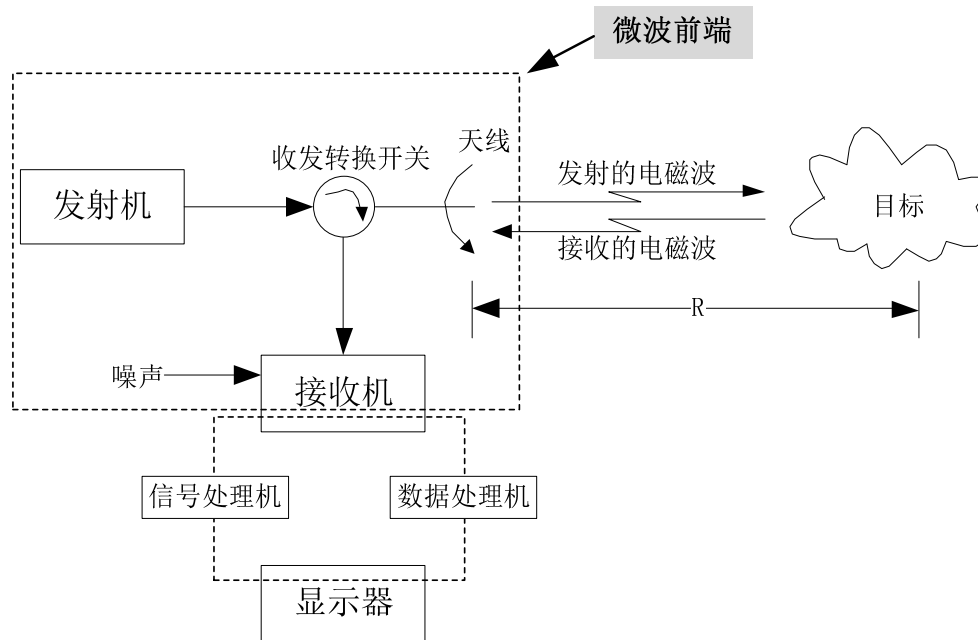 微波前端
天线
收发转换开关
发射的电磁波
发射机
目标
接收的电磁波
R
噪声
接收机
信号处理机
数据处理机
显示器